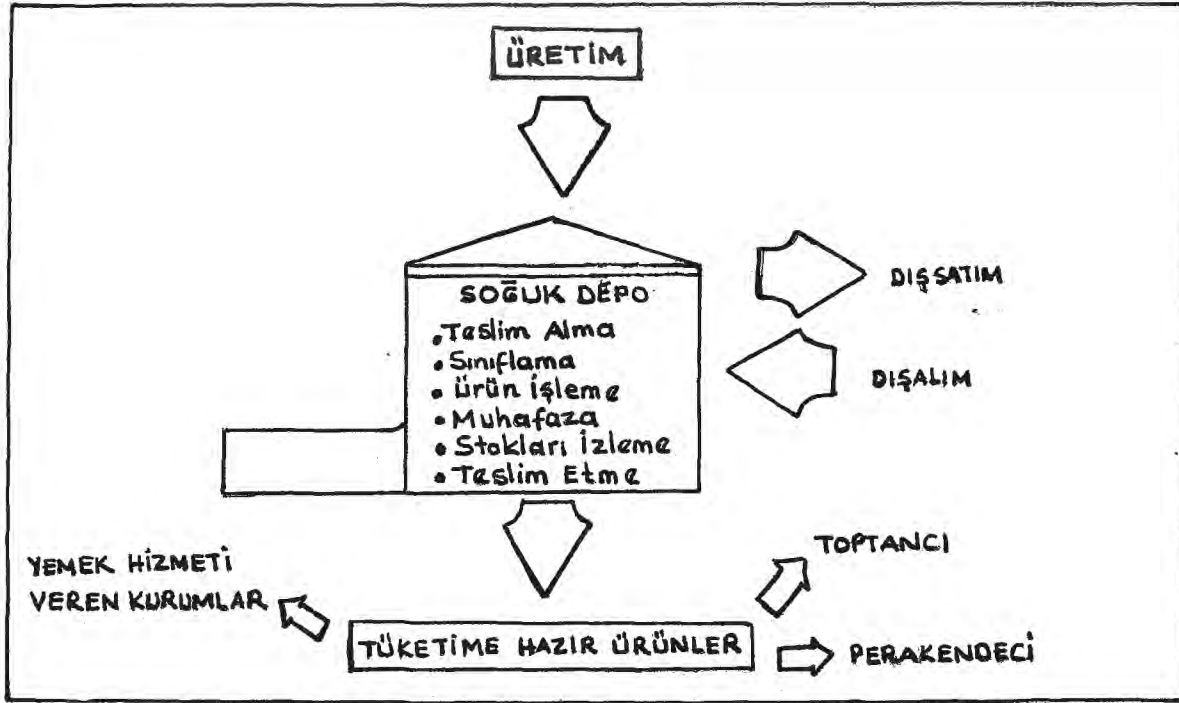 ÜRETİM
SOĞUK DEPO
• Teslim Alma
• Sınıflama
• Ürün İşleme
• Muhafaza
• Stokları İzleme
• Teslim Etme
DIŞSATIM
DIŞALIM
YEMEK HİZMETİ
VEREN KURUMLAR
TOPTANCI
TÜKETİME HAZIR ÜRÜNLER
PERAKENDECİ